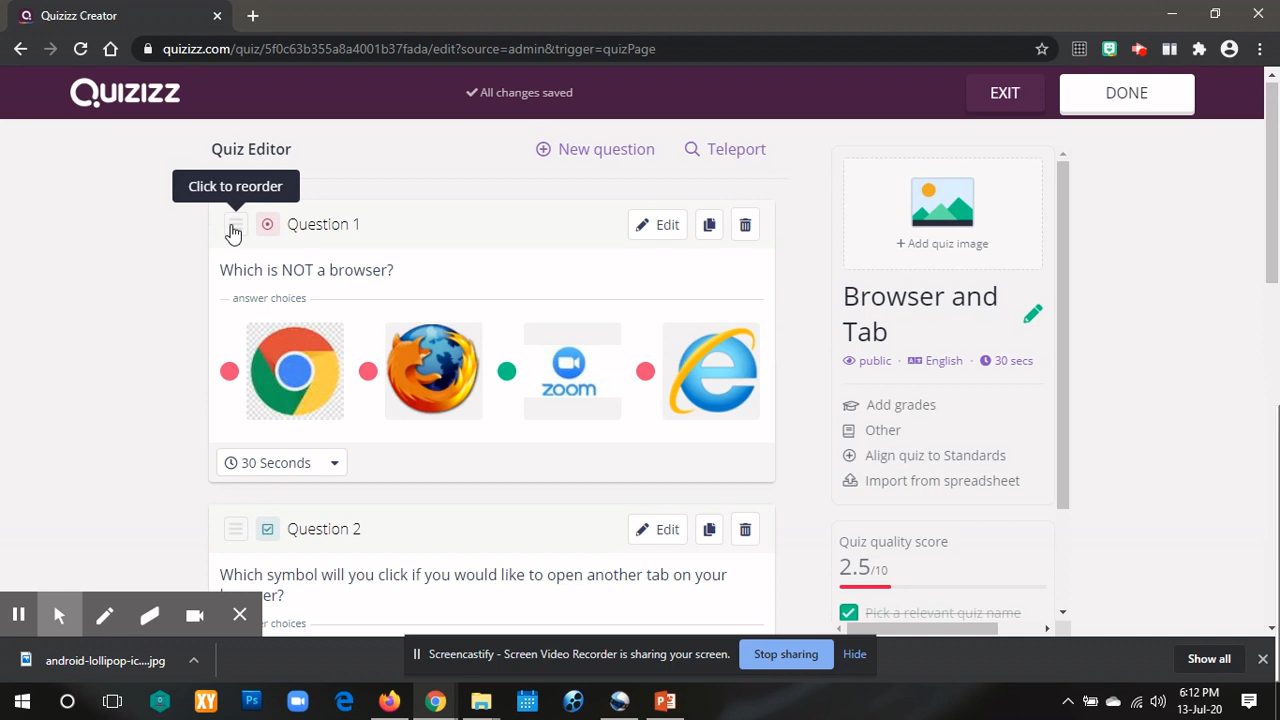 Quizizz Creator
quizizz.com/quiz/5f0c63b355a8a4001b37fada/edit?source=admin&trigger=quizPage
QUIZIZZ
All changes saved
EXIT
DONE
Quiz Editor
New question
Teleport
Click to reorder
Question 1
Edit
Which is NOT a browser?
answer choices
zoom
30 Seconds
Question 2
Edit
Which symbol will you click if you would like to open another tab on your
+ Add quiz image
Browser and
Tab
public
English
30 secs
Add grades
Other
Align quiz to Standards
Import from spreadsheet
Quiz quality score
2.5/10
Pick a relevant quiz name
android-lollipop-ic....jpg
Screencastify - Screen Video Recorder is sharing your screen.
Stop sharing
Hide
Show all
XY
Ps
6:12 PM
13-Jul-20